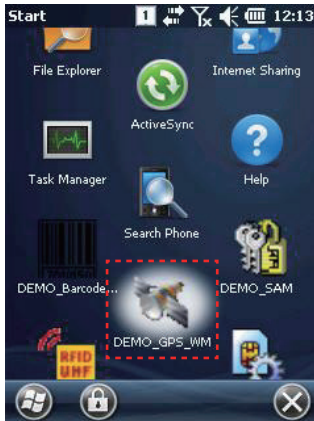 Start 1 12:13
File Explorer
Internet Sharing
ActiveSync
Task Manager
Help
Search Phone
DEMO_Barcode...
DEMO_SAM
DEMO_GPS_WM
RFID
UHF